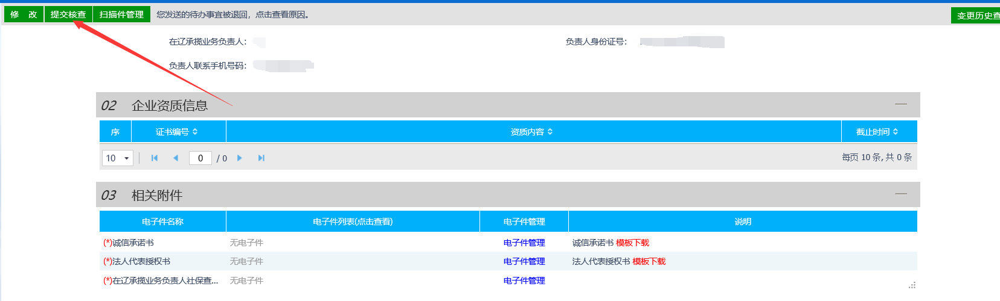 修 改 提交核查 扫描件管理 您发送的待办事宜被退回，点击查看原因。 变更历史查
在辽承揽业务负责人： 负责人身份证号：
负责人联系手机号码：
02 企业资质信息
序 证书编号 资质内容 截止时间
10 0 / 0 每页 10 条, 共 0 条
03 相关附件
电子件名称 电子件列表(点击查看) 电子件管理 说明
(*)诚信承诺书 无电子件 电子件管理 诚信承诺书 模板下载
(*)法人代表授权书 无电子件 电子件管理 法人代表授权书 模板下载
(*)在辽承揽业务负责人社保查... 无电子件 电子件管理